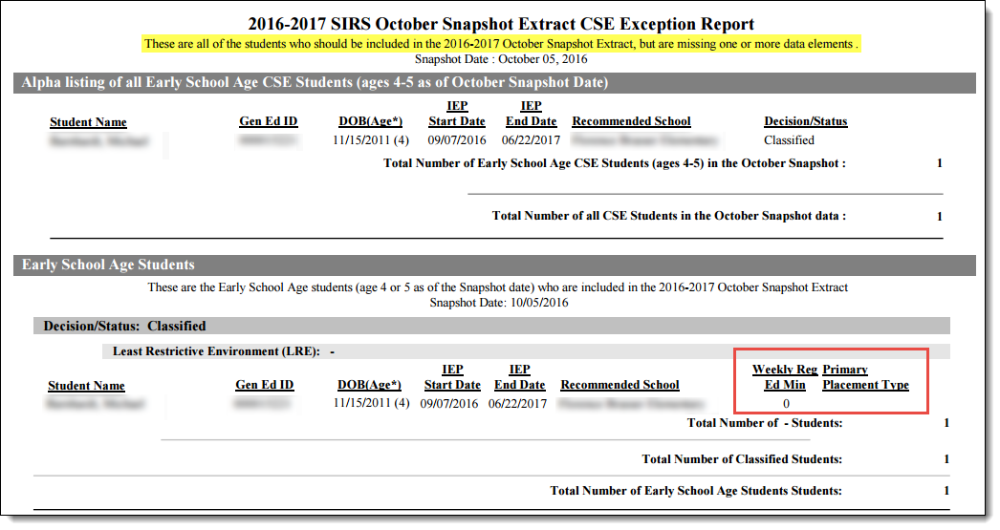 2016-2017 SIRS October Snapshot Extract CSE Exception Report
These are all of the students who should be included in the 2016-2017 October Snapshot Extract, but are missing one or more data elements .
Snapshot Date : October 05, 2016
Alpha listing of all Early School Age CSE Students (ages 4-5 as of October Snapshot Date)
IEP IEP
Student Name Gen Ed ID DOB(Age*) Start Date End Date Recommended School Decision/Status
11/15/2011 (4) 09/07/2016 06/22/2017 Classified
Total Number of Early School Age CSE Students (ages 4-5) in the October Snapshot : 1
Total Number of all CSE Students in the October Snapshot data : 1
Early School Age Students
These are the Early School Age students (age 4 or 5 as of the Snapshot date) who are included in the 2016-2017 October Snapshot Extract
Snapshot Date: 10/05/2016
Decision/Status: Classified
Least Restrictive Environment (LRE): -
IEP IEP Weekly Reg Primary
Student Name Gen Ed ID DOB(Age*) Start Date End Date Recommended School Ed Min Placement Type
11/15/2011 (4) 09/07/2016 06/22/2017 0
Total Number of - Students: 1
Total Number of Classified Students: 1
Total Number of Early School Age Students Students: 1